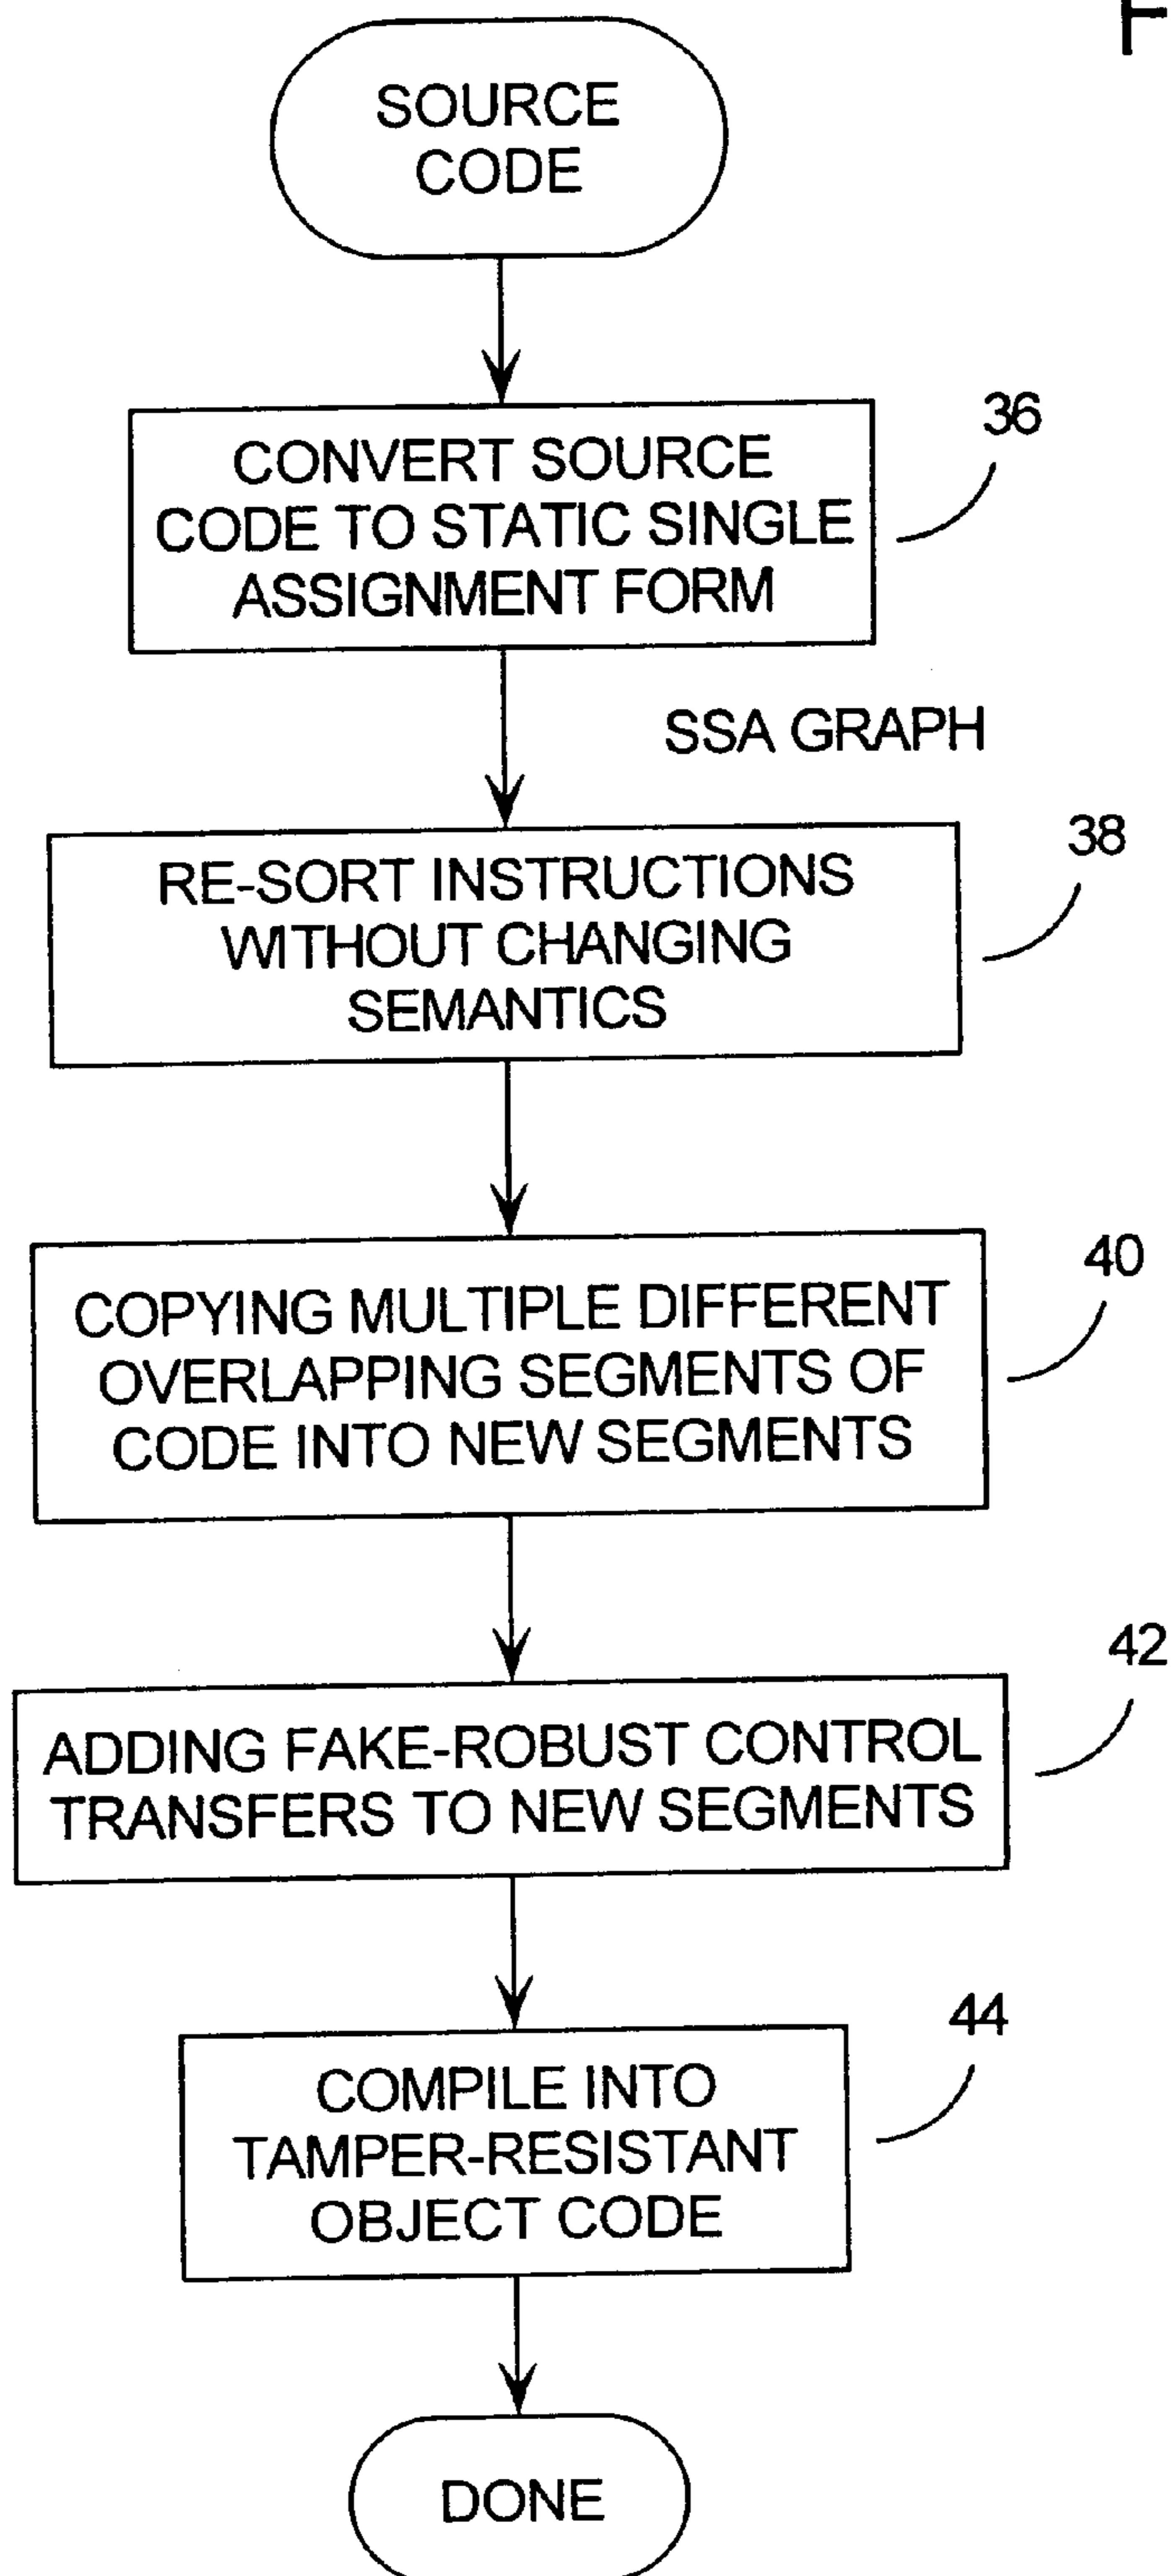 SOURCE
CODE
36
CONVERT SOURCE
CODE TO STATIC SINGLE
ASSIGNMENT FORM
SSA GRAPH
38
RE-SORT INSTRUCTIONS
WITHOUT CHANGING
SEMANTICS
40
COPYING MULTIPLE DIFFERENT
OVERLAPPING SEGMENTS OF
CODE INTO NEW SEGMENTS
42
ADDING FAKE-ROBUST CONTROL
TRANSFERS TO NEW SEGMENTS
44
COMPILE INTO
TAMPER-RESISTANT
OBJECT CODE
DONE